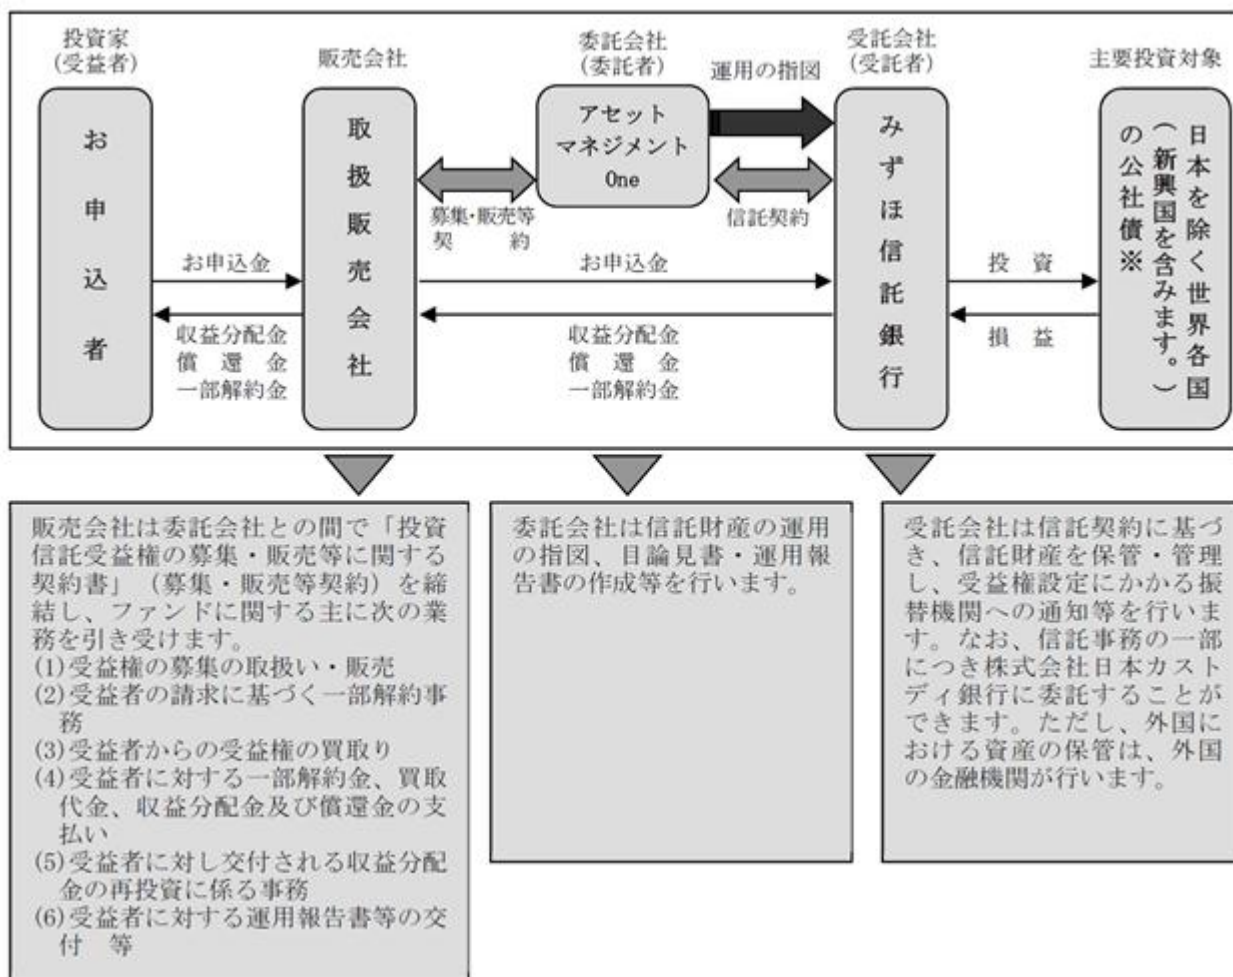 投資家
(受益者)
お申込者
販売会社
取扱販売会社
委託会社
(委託者)
アセット
マネジメント
One
運用の指図
受託会社
(受託者)
みずほ信託銀行
主要投資対象
日本を除く世界各国
(新興国を含みます。)
の公社債※
募集・販売等
契　　約
信託契約
お申込金
収益分配金
償　還　金
一部解約金
お申込金
収益分配金
償　還　金
一部解約金
投　資
損　益
販売会社は委託会社との間で「投資
信託受益権の募集・販売等に関する
契約書」（募集・販売等契約）を締
結し、ファンドに関する主に次の業
務を引き受けます。
(1)受益権の募集の取扱い・販売
(2)受益者の請求に基づく一部解約事
務
(3)受益者からの受益権の買取り
(4)受益者に対する一部解約金、買取
代金、収益分配金及び償還金の支
払い
(5)受益者に対し交付される収益分配
金の再投資に係る事務
(6)受益者に対する運用報告書等の交
付　等
委託会社は信託財産の運用
の指図、目論見書・運用報
告書の作成等を行います。
受託会社は信託契約に基づ
き、信託財産を保管・管理
し、受益権設定にかかる振
替機関への通知等を行いま
す。なお、信託事務の一部
につき株式会社日本カスト
ディ銀行に委託することが
できます。ただし、外国に
おける資産の保管は、外国
の金融機関が行います。